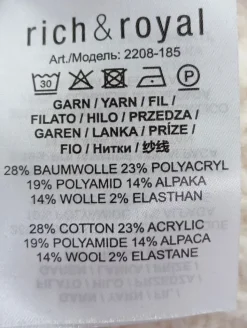 rich & royal
Art./Модель: 2208-185
30 P
GARN / YARN / FIL /
FILATO / HILO / PRZEDZA /
GAREN / LANKA / PRÍZE /
FIO / Нитки / 纱线
28% BAUMWOLLE 23% POLYACRYL
19% POLYAMID 14% ALPAKA
14% WOLLE 2% ELASTHAN
28% COTTON 23% ACRYLIC
19% POLYAMIDE 14% ALPACA
14% WOOL 2% ELASTANE